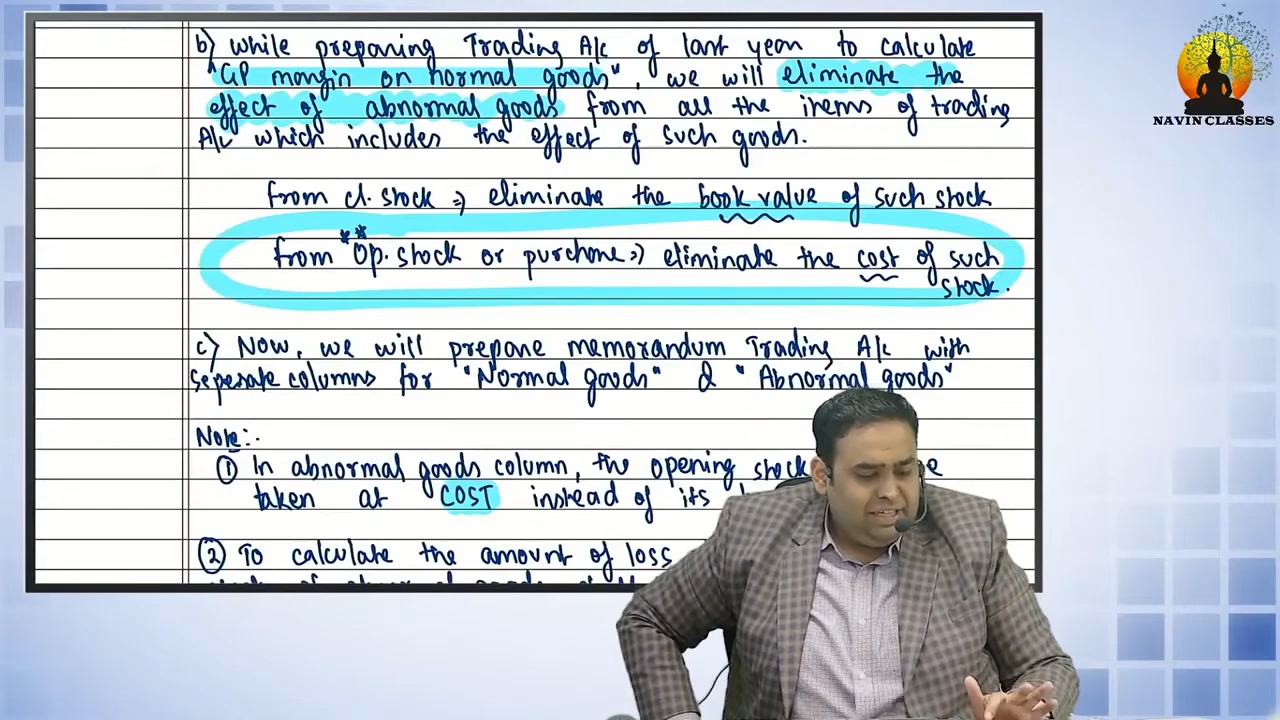 b) While preparing Trading A/c of last year to calculate
"GP margin on normal goods", we will eliminate the
effect of abnormal goods from all the items of trading
A/c which includes the effect of such goods.
NAVIN CLASSES
from cl. stock ⇒ eliminate the book value of such stock
from **Op. stock or purchase ⇒ eliminate the cost of such
stock.
c) Now, we will prepare memorandum Trading A/c with
seperate columns for "Normal goods" & "Abnormal goods"
Note:-
① In abnormal goods column, the opening stock
taken at COST instead of its
② To calculate the amount of loss